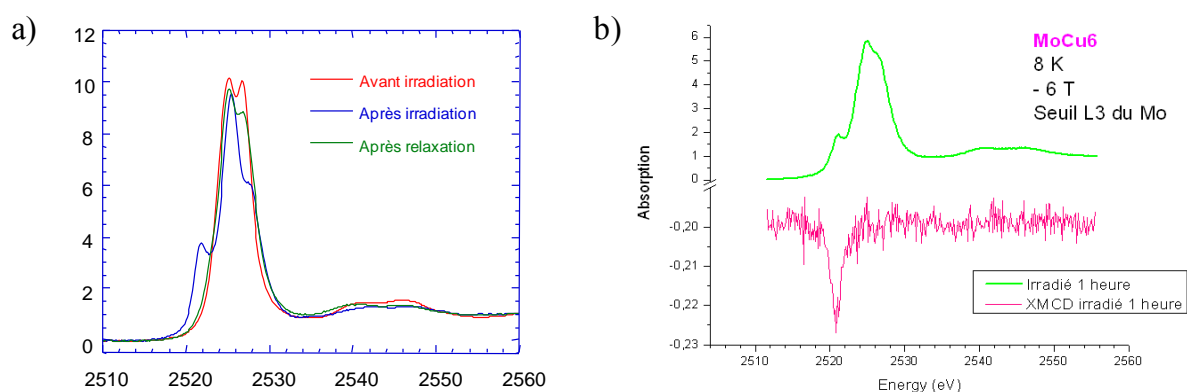 a)
12
10
8
6
4
2
0
2510
2520
2530
2540
2550
2560
Avant irradiation
Après irradiation
Après relaxation
b)
MoCu6
8 K
- 6 T
Seuil L3 du Mo
6
5
4
3
2
1
0
-0,20
-0,21
-0,22
-0,23
Absorption
Irradié 1 heure
XMCD irradié 1 heure
2510
2520
2530
2540
2550
2560
Energy (eV)